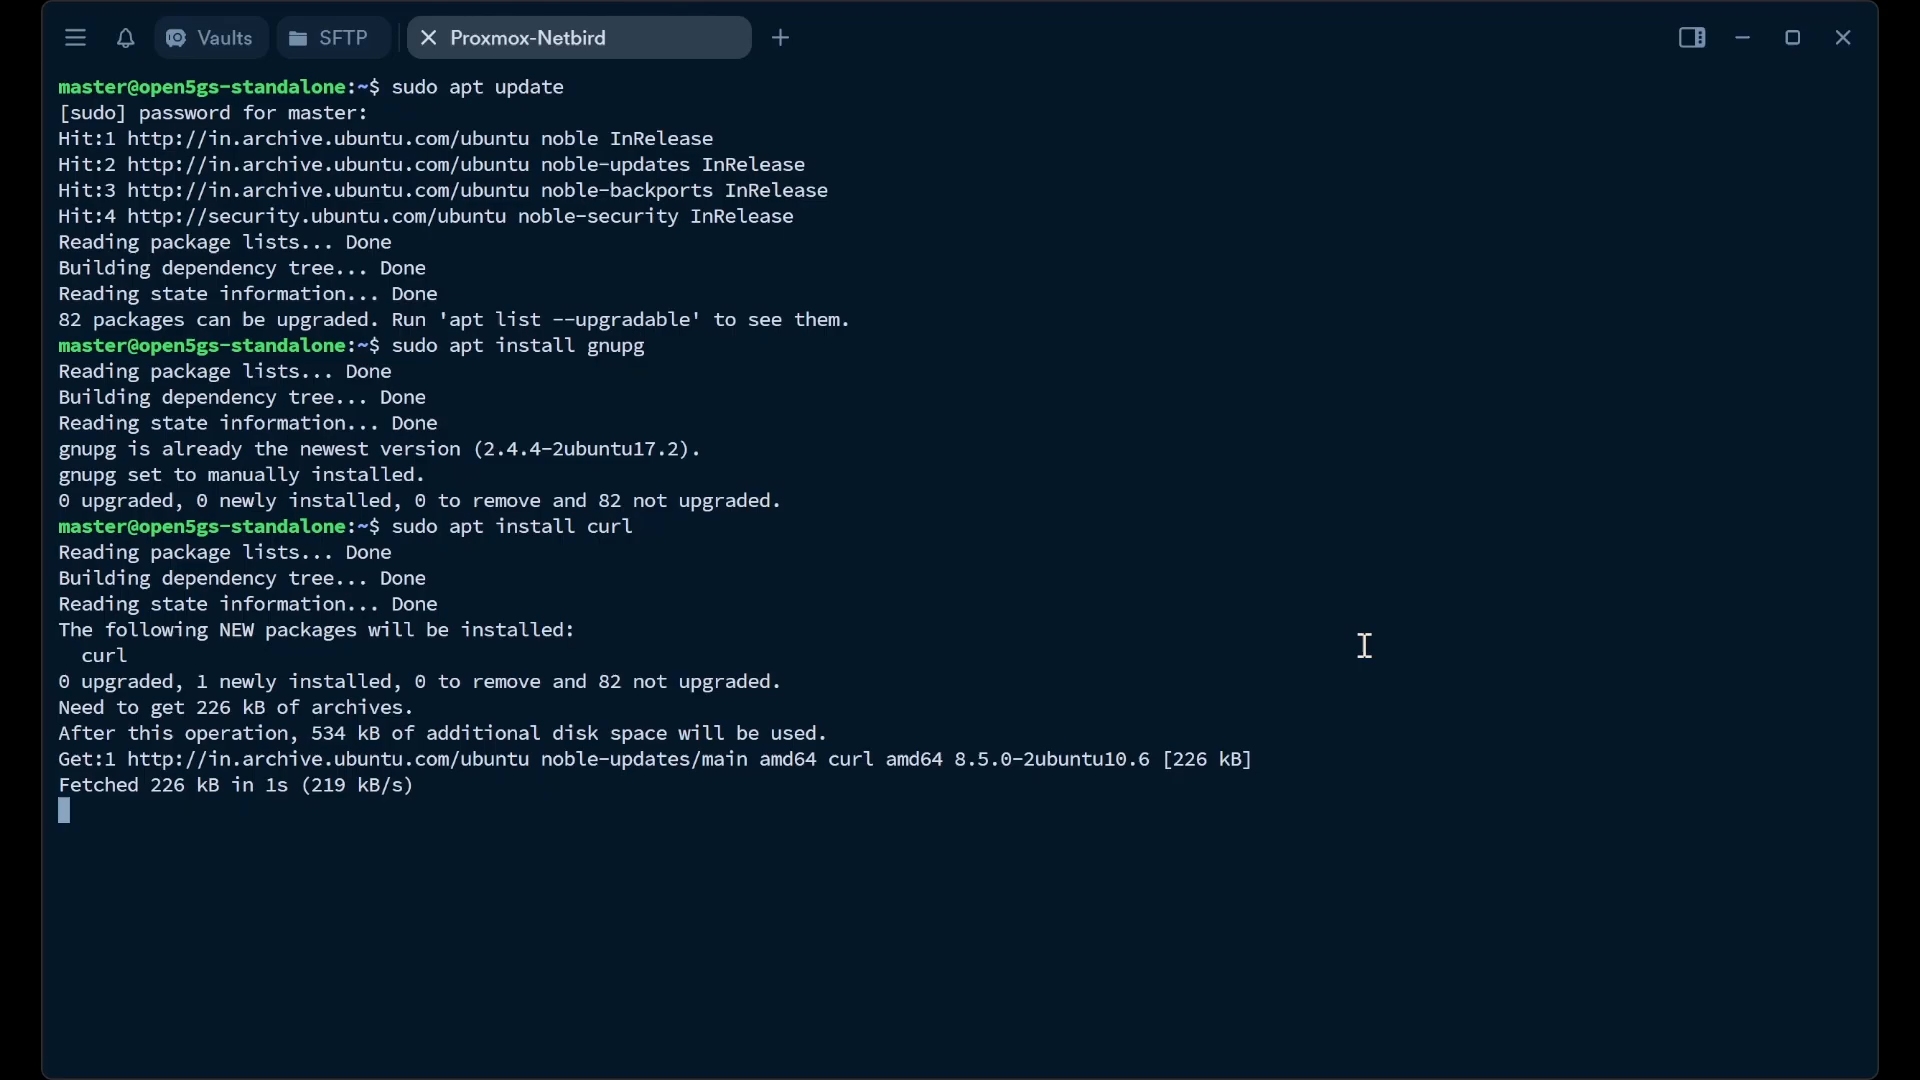 Vaults SFTP Proxmox-Netbird
master@open5gs-standalone:~$ sudo apt update
[sudo] password for master:
Hit:1 http://in.archive.ubuntu.com/ubuntu noble InRelease
Hit:2 http://in.archive.ubuntu.com/ubuntu noble-updates InRelease
Hit:3 http://in.archive.ubuntu.com/ubuntu noble-backports InRelease
Hit:4 http://security.ubuntu.com/ubuntu noble-security InRelease
Reading package lists... Done
Building dependency tree... Done
Reading state information... Done
82 packages can be upgraded. Run 'apt list --upgradable' to see them.
master@open5gs-standalone:~$ sudo apt install gnupg
Reading package lists... Done
Building dependency tree... Done
Reading state information... Done
gnupg is already the newest version (2.4.4-2ubuntu17.2).
gnupg set to manually installed.
0 upgraded, 0 newly installed, 0 to remove and 82 not upgraded.
master@open5gs-standalone:~$ sudo apt install curl
Reading package lists... Done
Building dependency tree... Done
Reading state information... Done
The following NEW packages will be installed:
  curl
0 upgraded, 1 newly installed, 0 to remove and 82 not upgraded.
Need to get 226 kB of archives.
After this operation, 534 kB of additional disk space will be used.
Get:1 http://in.archive.ubuntu.com/ubuntu noble-updates/main amd64 curl amd64 8.5.0-2ubuntu10.6 [226 kB]
Fetched 226 kB in 1s (219 kB/s)